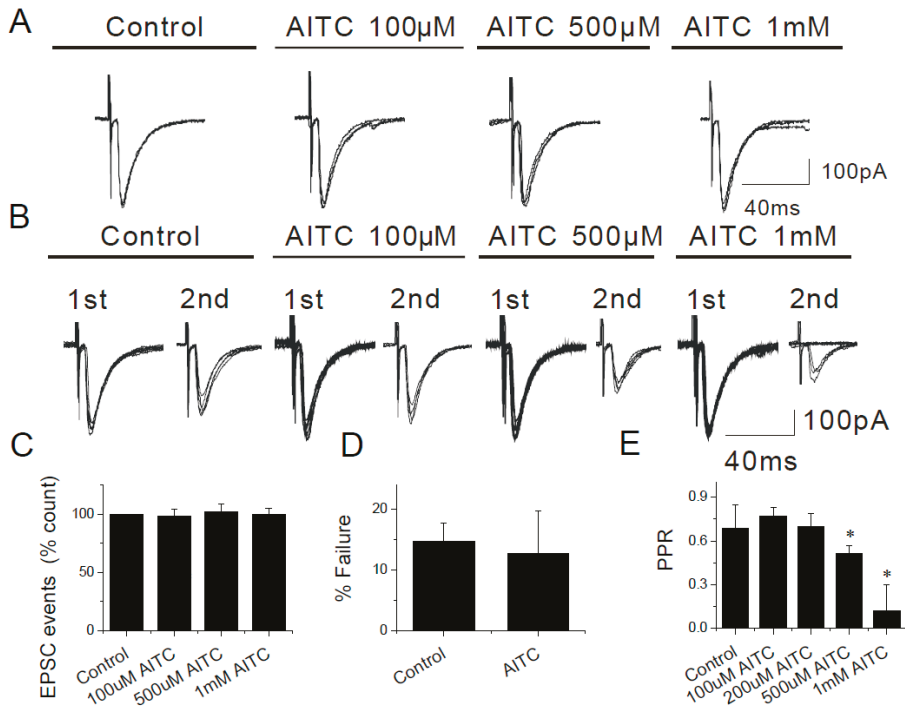 A
Control AITC 100µM AITC 500µM AITC 1mM
100pA
40ms
B
Control AITC 100µM AITC 500µM AITC 1mM
1st 2nd 1st 2nd 1st 2nd 1st 2nd
100pA
40ms
C
EPSC events (% count)
100
50
0
Control
100uM AITC
500uM AITC
1mM AITC
D
% Failure
20
10
0
Control
AITC
E
PPR
0.9
0.6
0.3
0.0
*
*
Control
100uM AITC
200uM AITC
500uM AITC
1mM AITC